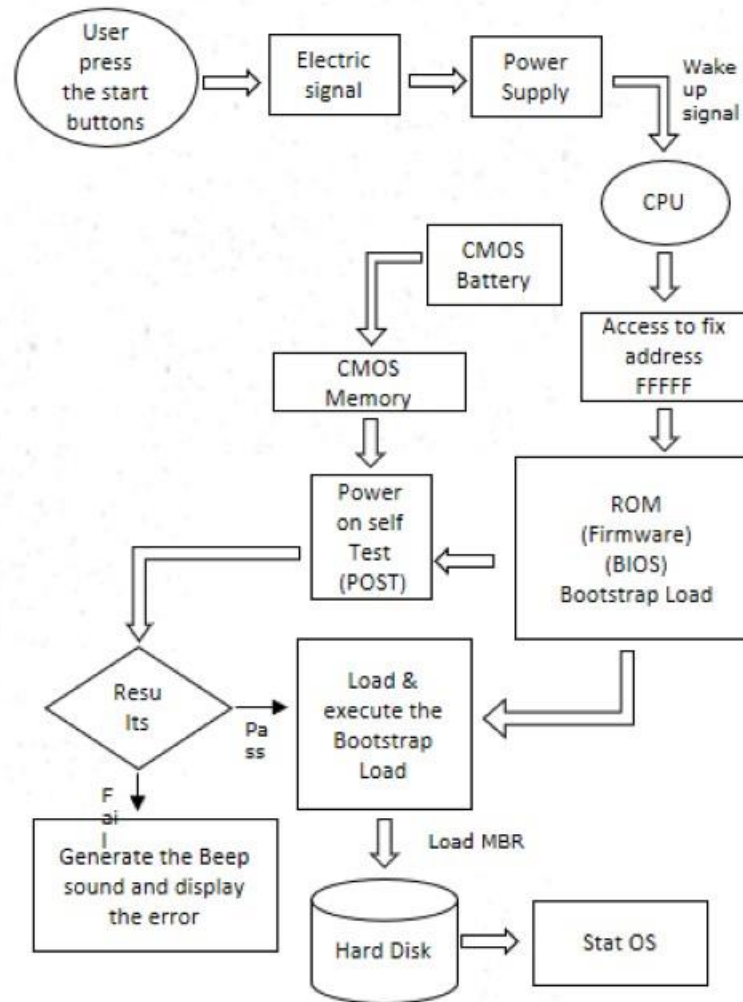 User
press
the start
buttons
Electric
signal
Power
Supply
Wake
up
signal
CPU
CMOS
Battery
Access to fix
address
FFFFF
CMOS
Memory
Power
on self
Test
(POST)
ROM
(Firmware)
(BIOS)
Bootstrap Load
Resu
lts
Pa
ss
Load &
execute the
Bootstrap
Load
F
ai
l
Generate the Beep
sound and display
the error
Load MBR
Hard Disk
Stat OS